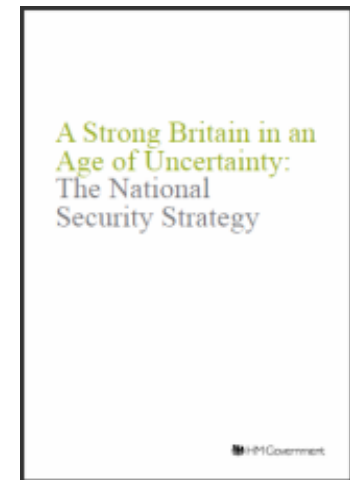 A Strong Britain in an
Age of Uncertainty:
The National
Security Strategy
HM Government